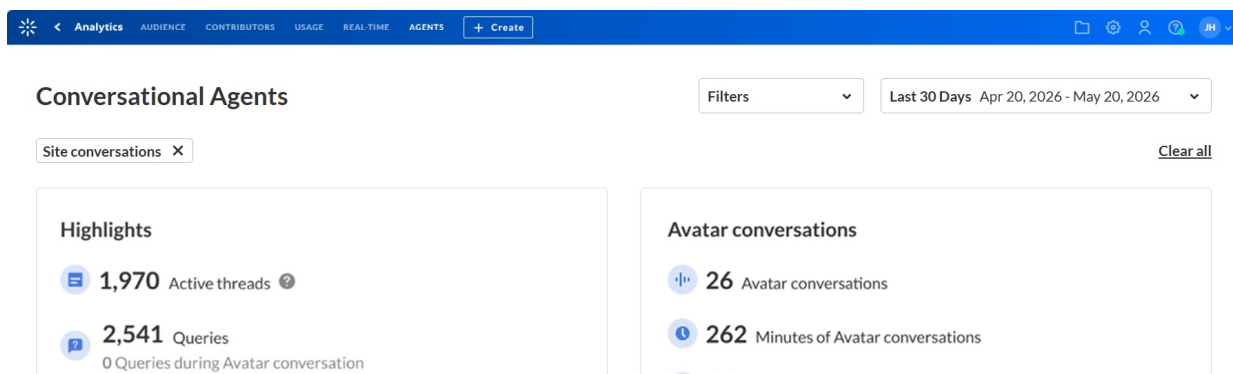 Analytics AUDIENCE CONTRIBUTORS USAGE REAL-TIME AGENTS + Create JH
Conversational Agents
Filters
Last 30 Days Apr 20, 2026 - May 20, 2026
Site conversations
Clear all
Highlights
1,970 Active threads
2,541 Queries
0 Queries during Avatar conversation
Avatar conversations
26 Avatar conversations
262 Minutes of Avatar conversations